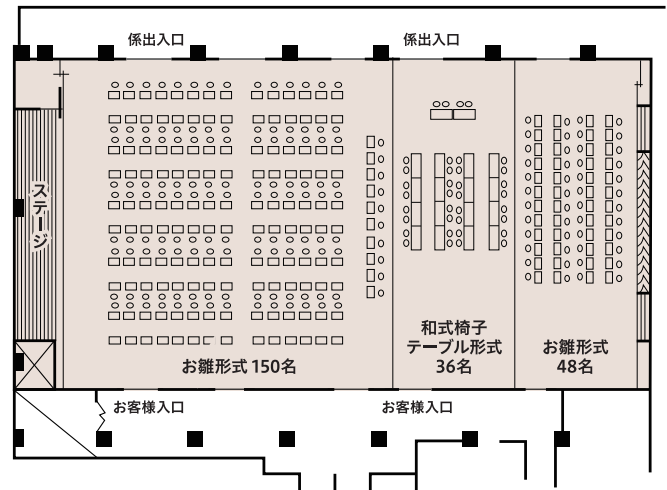 係出入口
係出入口
ステージ
お雛形式 150名
和式椅子
テーブル形式
36名
お雛形式
48名
お客様入口
お客様入口